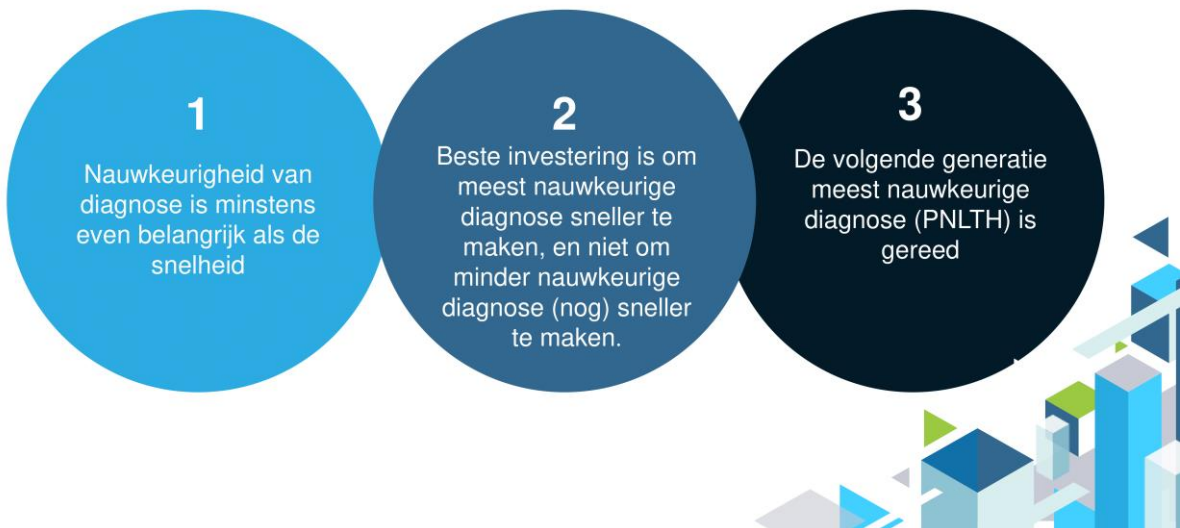 1
Nauwkeurigheid van
diagnose is minstens
even belangrijk als de
snelheid
2
Beste investering is om
meest nauwkeurige
diagnose sneller te
maken, en niet om
minder nauwkeurige
diagnose (nog) sneller
te maken.
3
De volgende generatie
meest nauwkeurige
diagnose (PNLTH) is
gereed